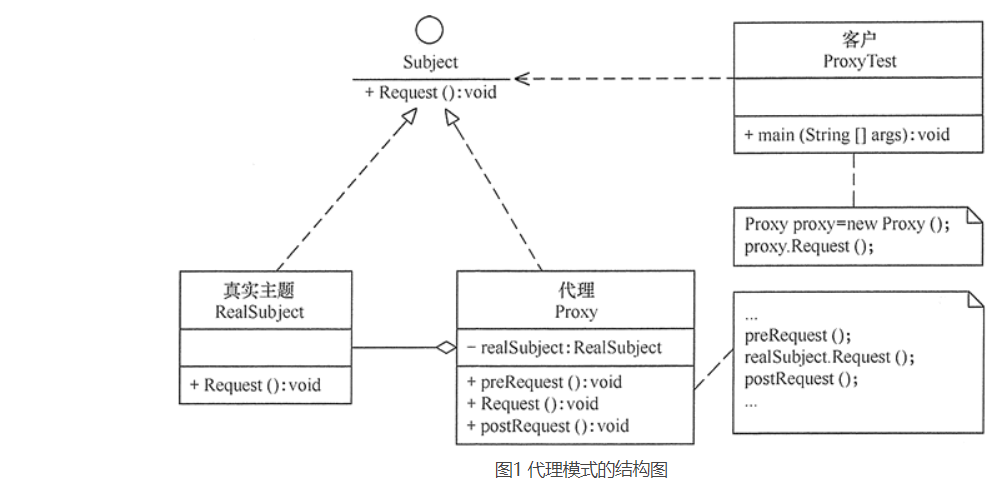 Subject
+ Request ():void
客户
ProxyTest
+ main (String [] args):void
Proxy proxy=new Proxy ();
proxy.Request ();
真实主题
RealSubject
+ Request ():void
代理
Proxy
- realSubject:RealSubject
+ preRequest ():void
+ Request ():void
+ postRequest ():void
...
preRequest ();
realSubject.Request ();
postRequest ();
...
图1 代理模式的结构图